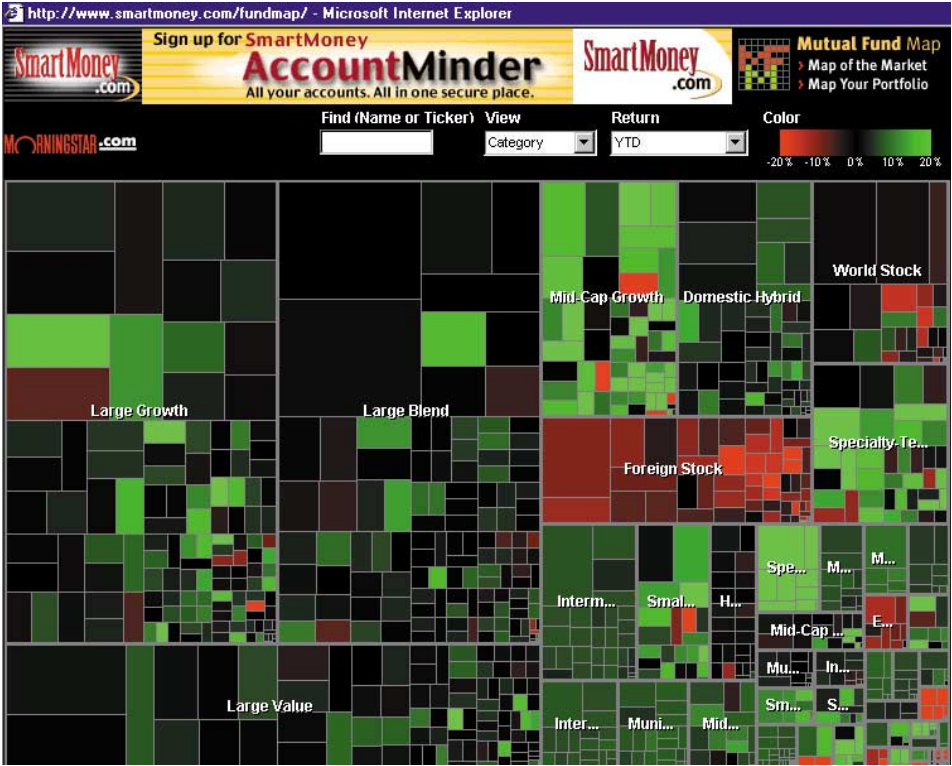 http://www.smartmoney.com/fundmap/ - Microsoft Internet Explorer
SmartMoney
.com
Sign up for SmartMoney
AccountMinder
All your accounts. All in one secure place.
SmartMoney
.com
Mutual Fund Map
Map of the Market
Map Your Portfolio
MORNINGSTAR.com
Find (Name or Ticker) View Return Color
Category YTD
-20% -10% 0% 10% 20%
World Stock
Mid-Cap Growth Domestic Hybrid
Large Growth Large Blend
Specialty-Te...
Foreign Stock
Spe... M... M...
Interm... Smal... H...
Mid-Cap ... E...
Mu... In...
Large Value
Sm... S...
Inter... Muni... Mid...